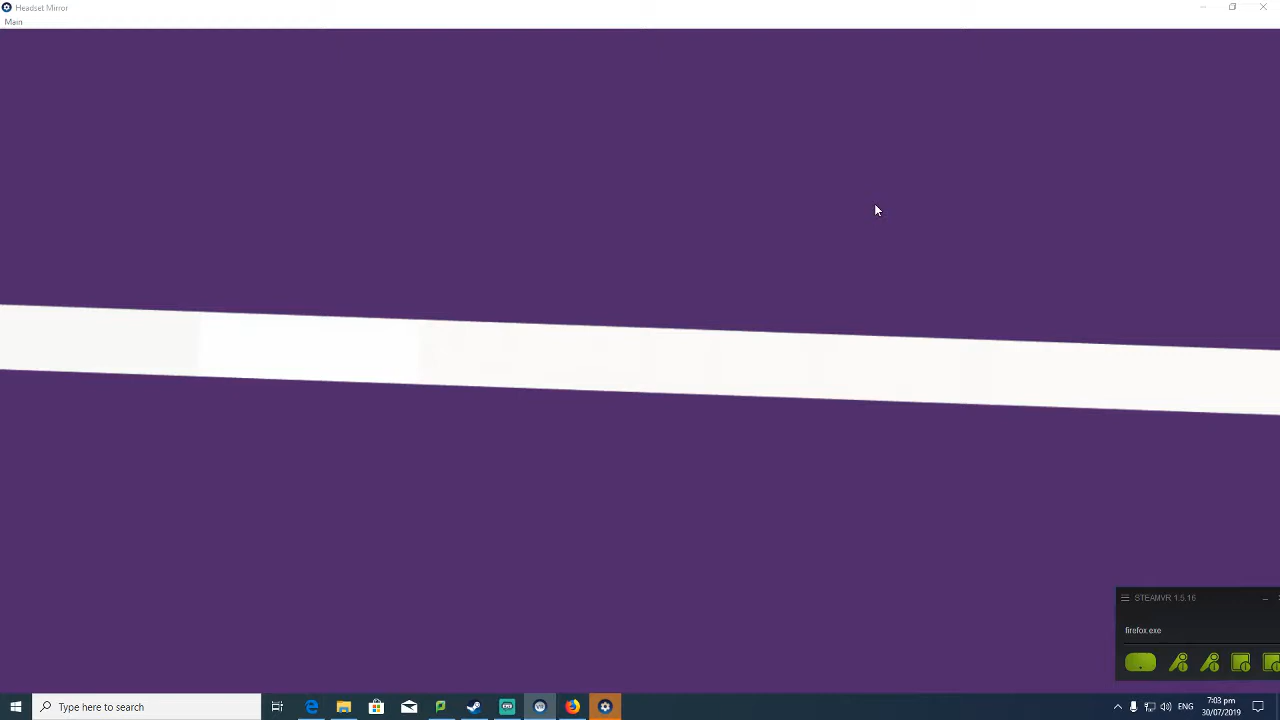 Headset Mirror
Main
STEAMVR 1.5.16
firefox.exe
Type here to search
ENG
7:03 pm
30/07/2019